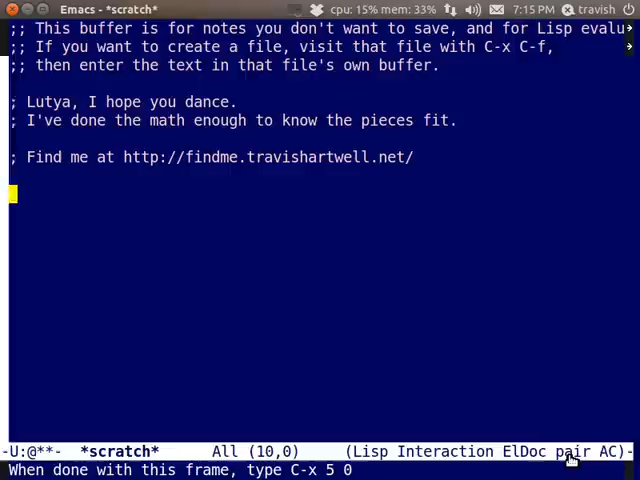 Emacs - *scratch*
cpu: 15% mem: 33%
7:15 PM
travish
;; This buffer is for notes you don't want to save, and for Lisp evalu
;; If you want to create a file, visit that file with C-x C-f,
;; then enter the text in that file's own buffer.
; Lutya, I hope you dance.
; I've done the math enough to know the pieces fit.
; Find me at http://findme.travishartwell.net/
-U:@**-  *scratch*      All (10,0)     (Lisp Interaction ElDoc pair AC)-
When done with this frame, type C-x 5 0